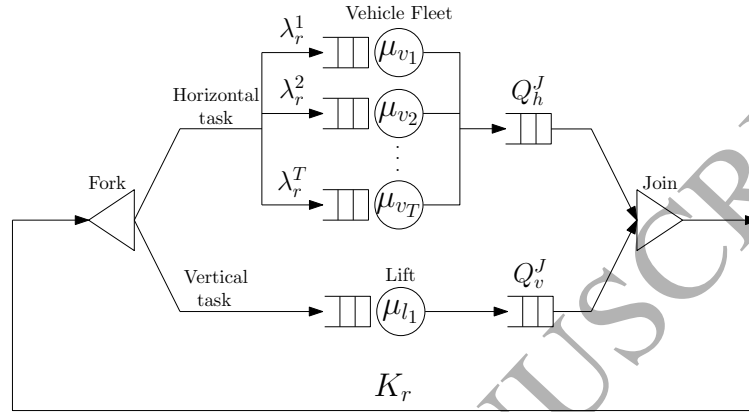 Vehicle Fleet
λ_r^1
μ_{v_1}
λ_r^2
μ_{v_2}
Horizontal
task
Q_h^J
λ_r^T
μ_{v_T}
Fork
Join
Vertical
task
Lift
μ_{l_1}
Q_v^J
K_r